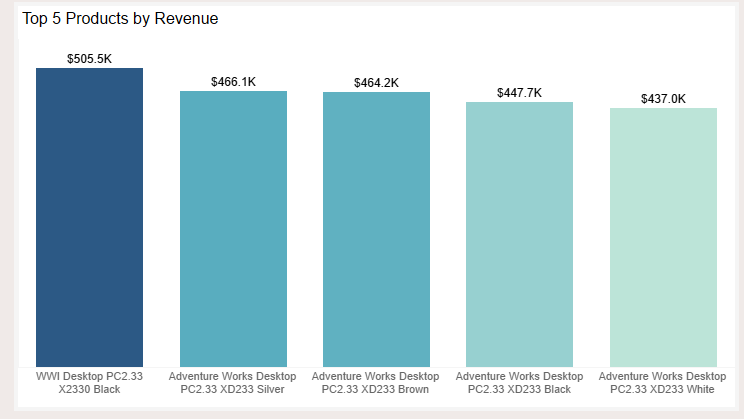 Top 5 Products by Revenue
$505.5K
$466.1K
$464.2K
$447.7K
$437.0K
WWI Desktop PC2.33
X2330 Black
Adventure Works Desktop
PC2.33 XD233 Silver
Adventure Works Desktop
PC2.33 XD233 Brown
Adventure Works Desktop
PC2.33 XD233 Black
Adventure Works Desktop
PC2.33 XD233 White